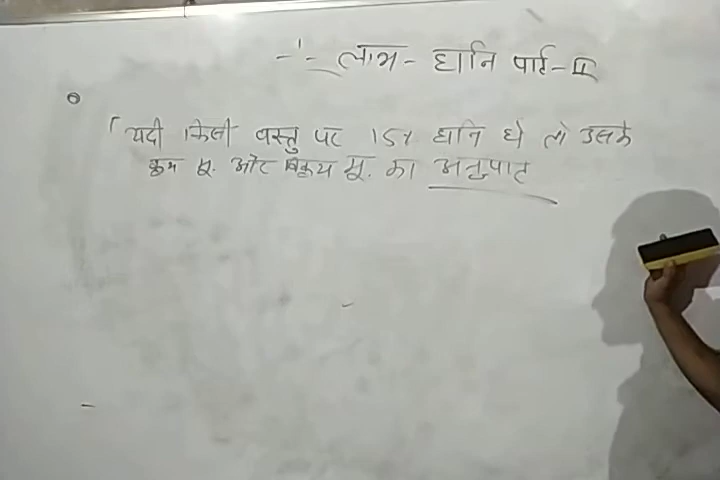 -:- लाभ - हानि पार्ट - II
यदी किसी वस्तु पर 15% हानि हो तो उसके
क्रय मू. और विक्रय मू. का अनुपात